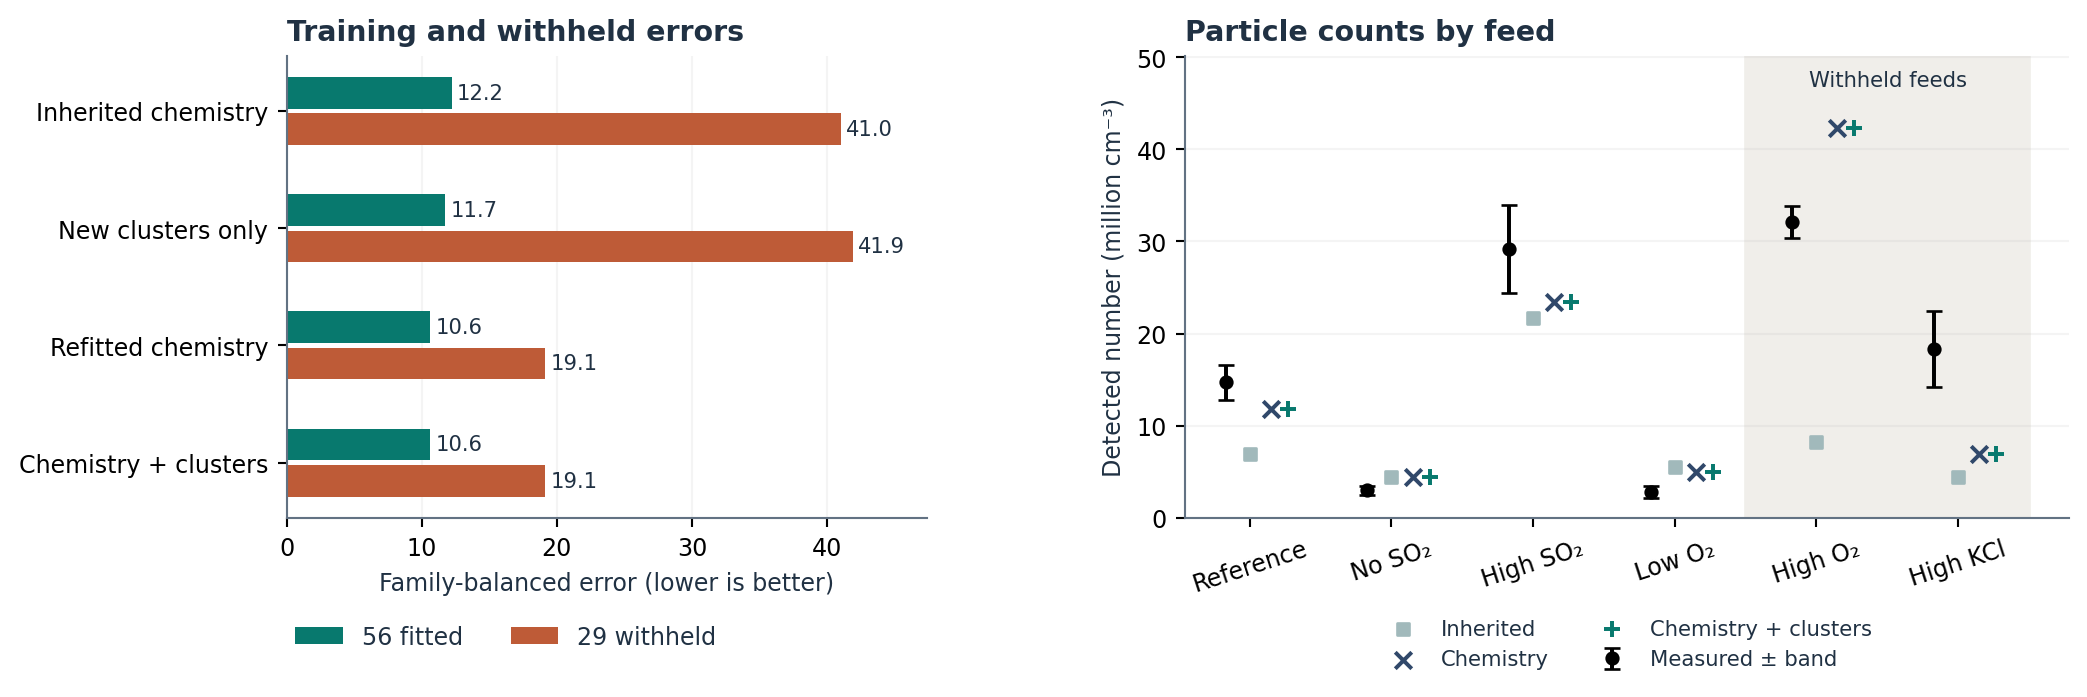 Training and withheld errors
Inherited chemistry
12.2
41.0
New clusters only
11.7
41.9
Refitted chemistry
10.6
19.1
Chemistry + clusters
10.6
19.1
0 10 20 30 40
Family-balanced error (lower is better)
56 fitted 29 withheld
Particle counts by feed
Detected number (million cm⁻³)
50
40
30
20
10
0
Withheld feeds
Reference No SO₂ High SO₂ Low O₂ High O₂ High KCl
Inherited Chemistry + clusters
Chemistry Measured ± band